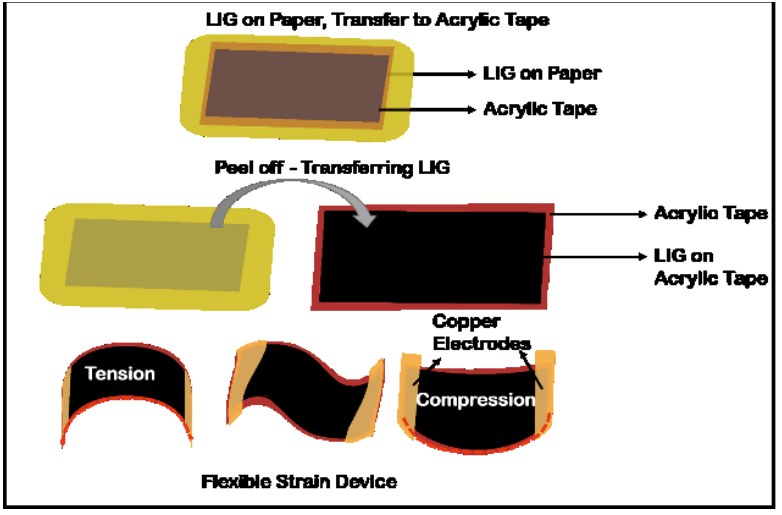 LIG on Paper, Transfer to Acrylic Tape
LIG on Paper
Acrylic Tape
Peel off - Transferring LIG
Acrylic Tape
LIG on
Acrylic Tape
Copper
Electrodes
Tension
Compression
Flexible Strain Device